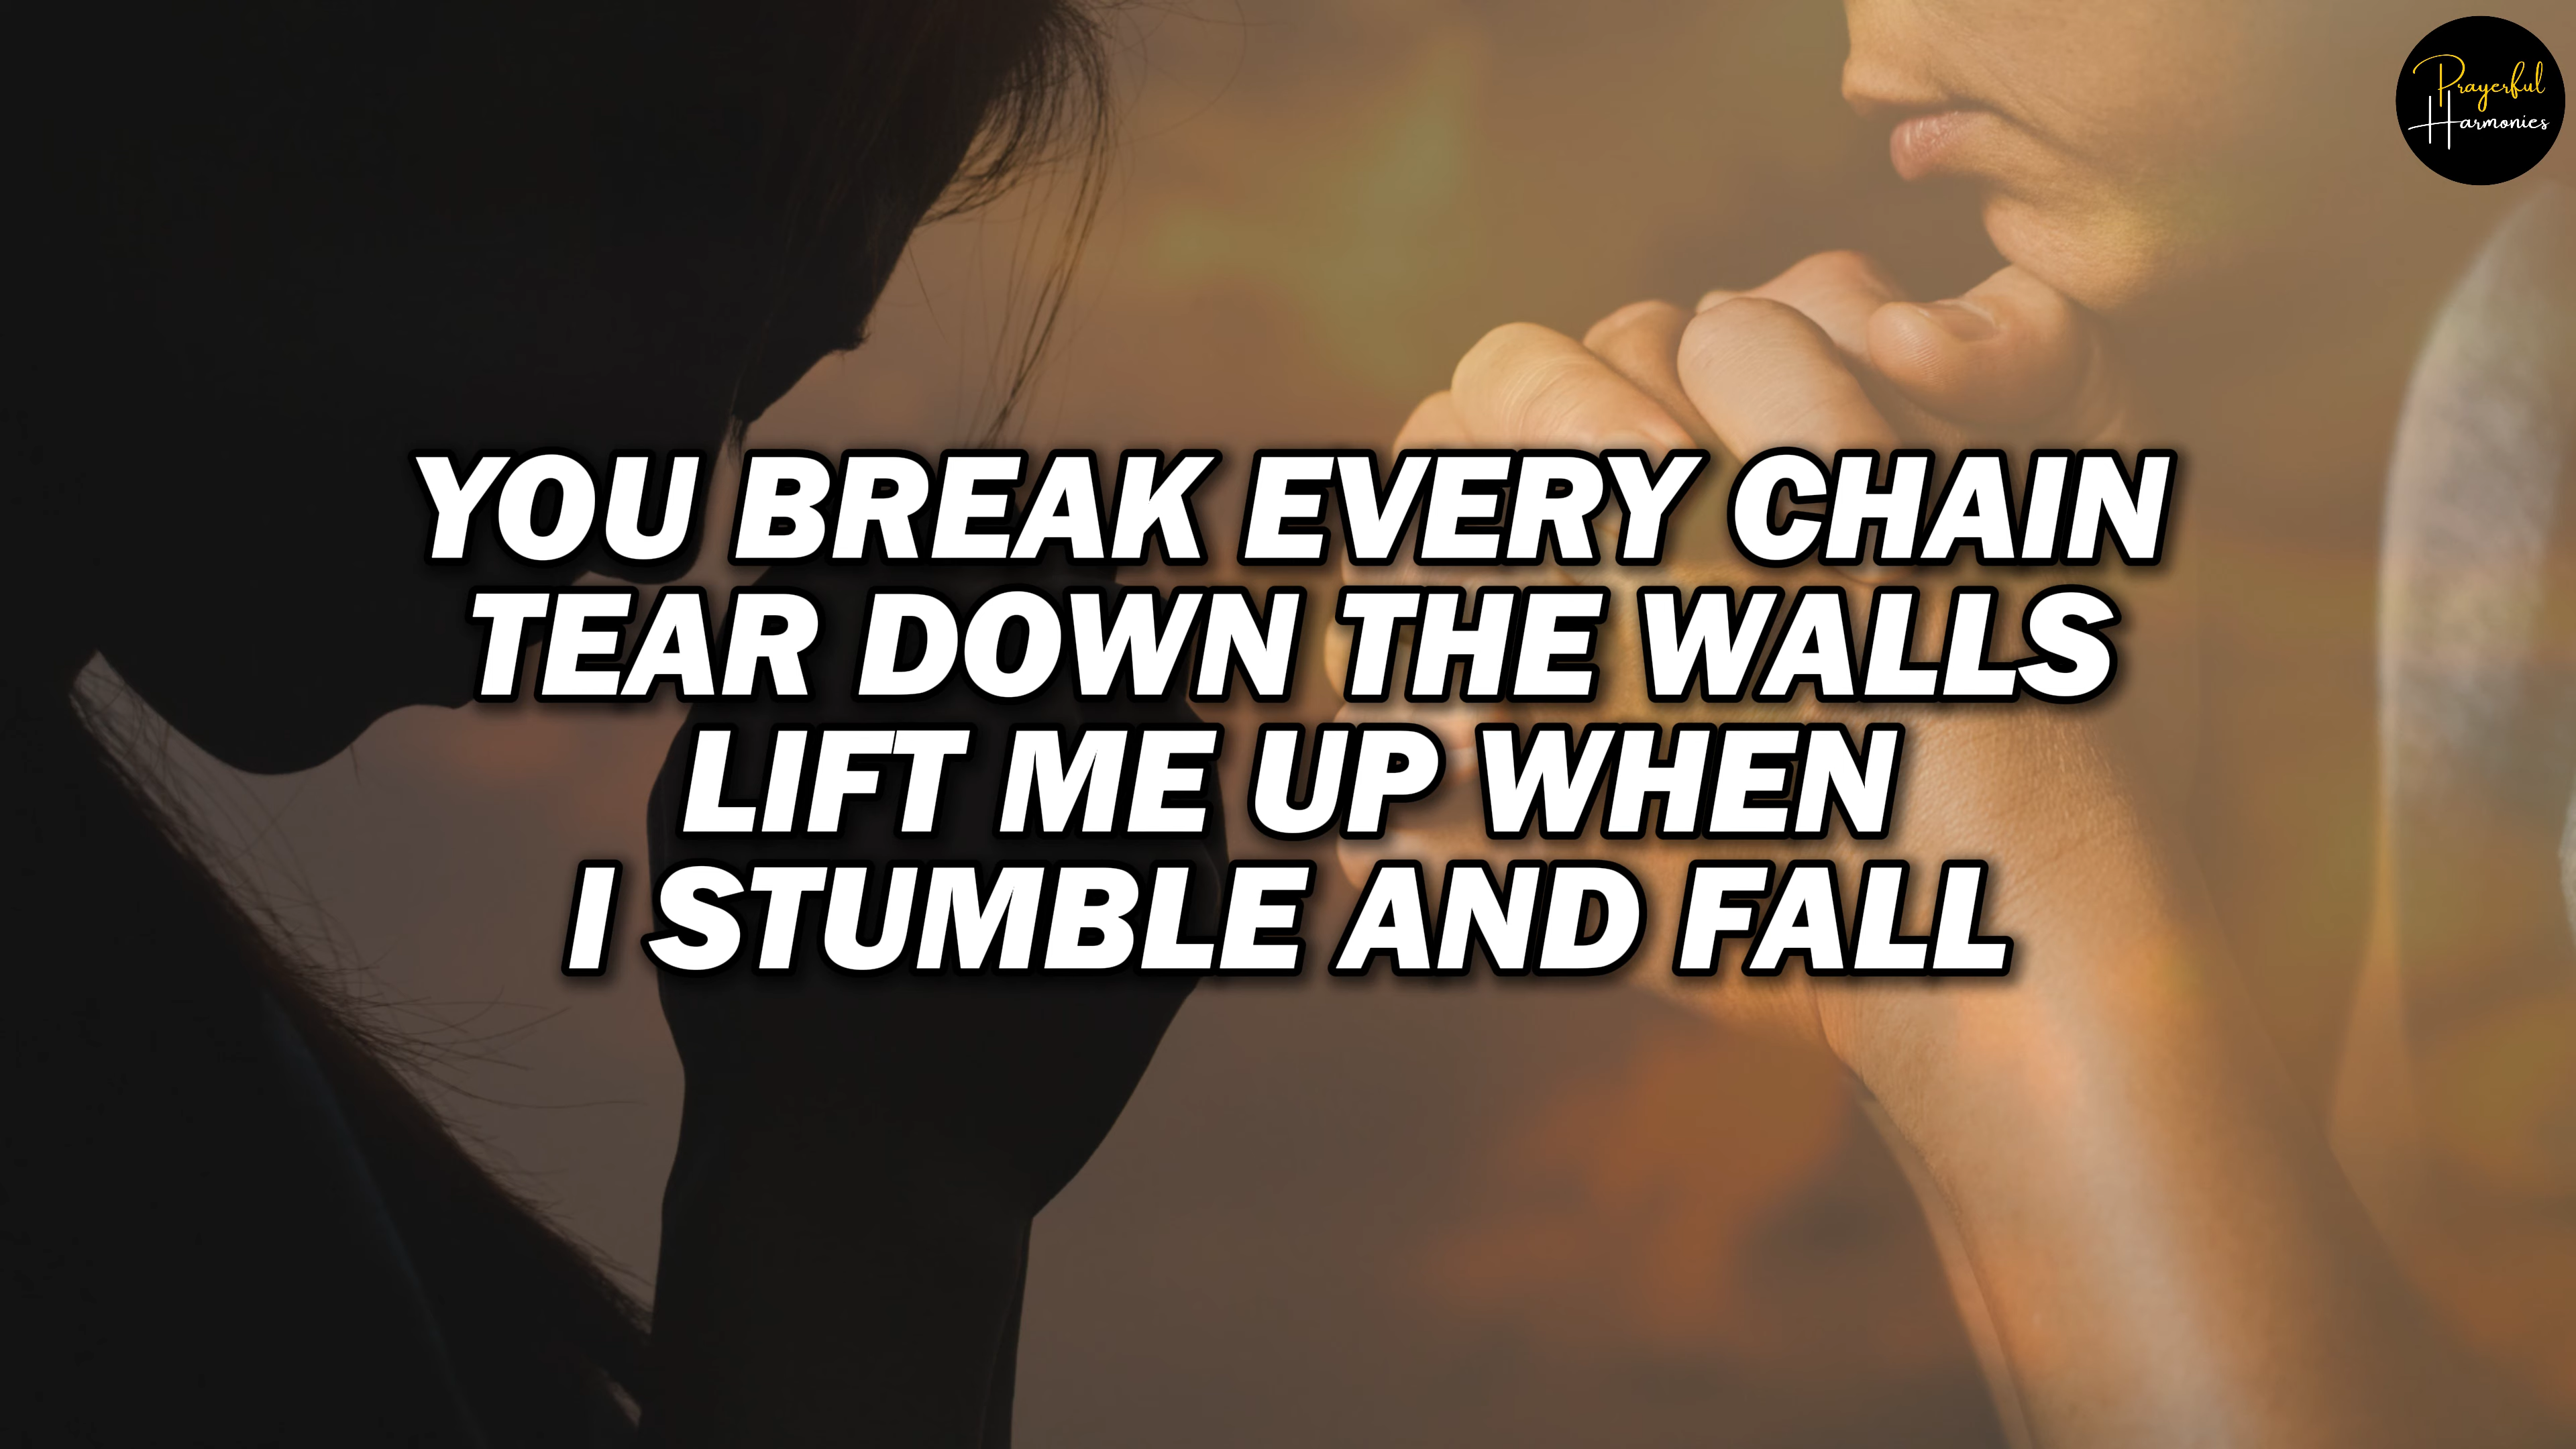 Prayerful
Harmonies
YOU BREAK EVERY CHAIN
TEAR DOWN THE WALLS
LIFT ME UP WHEN
I STUMBLE AND FALL